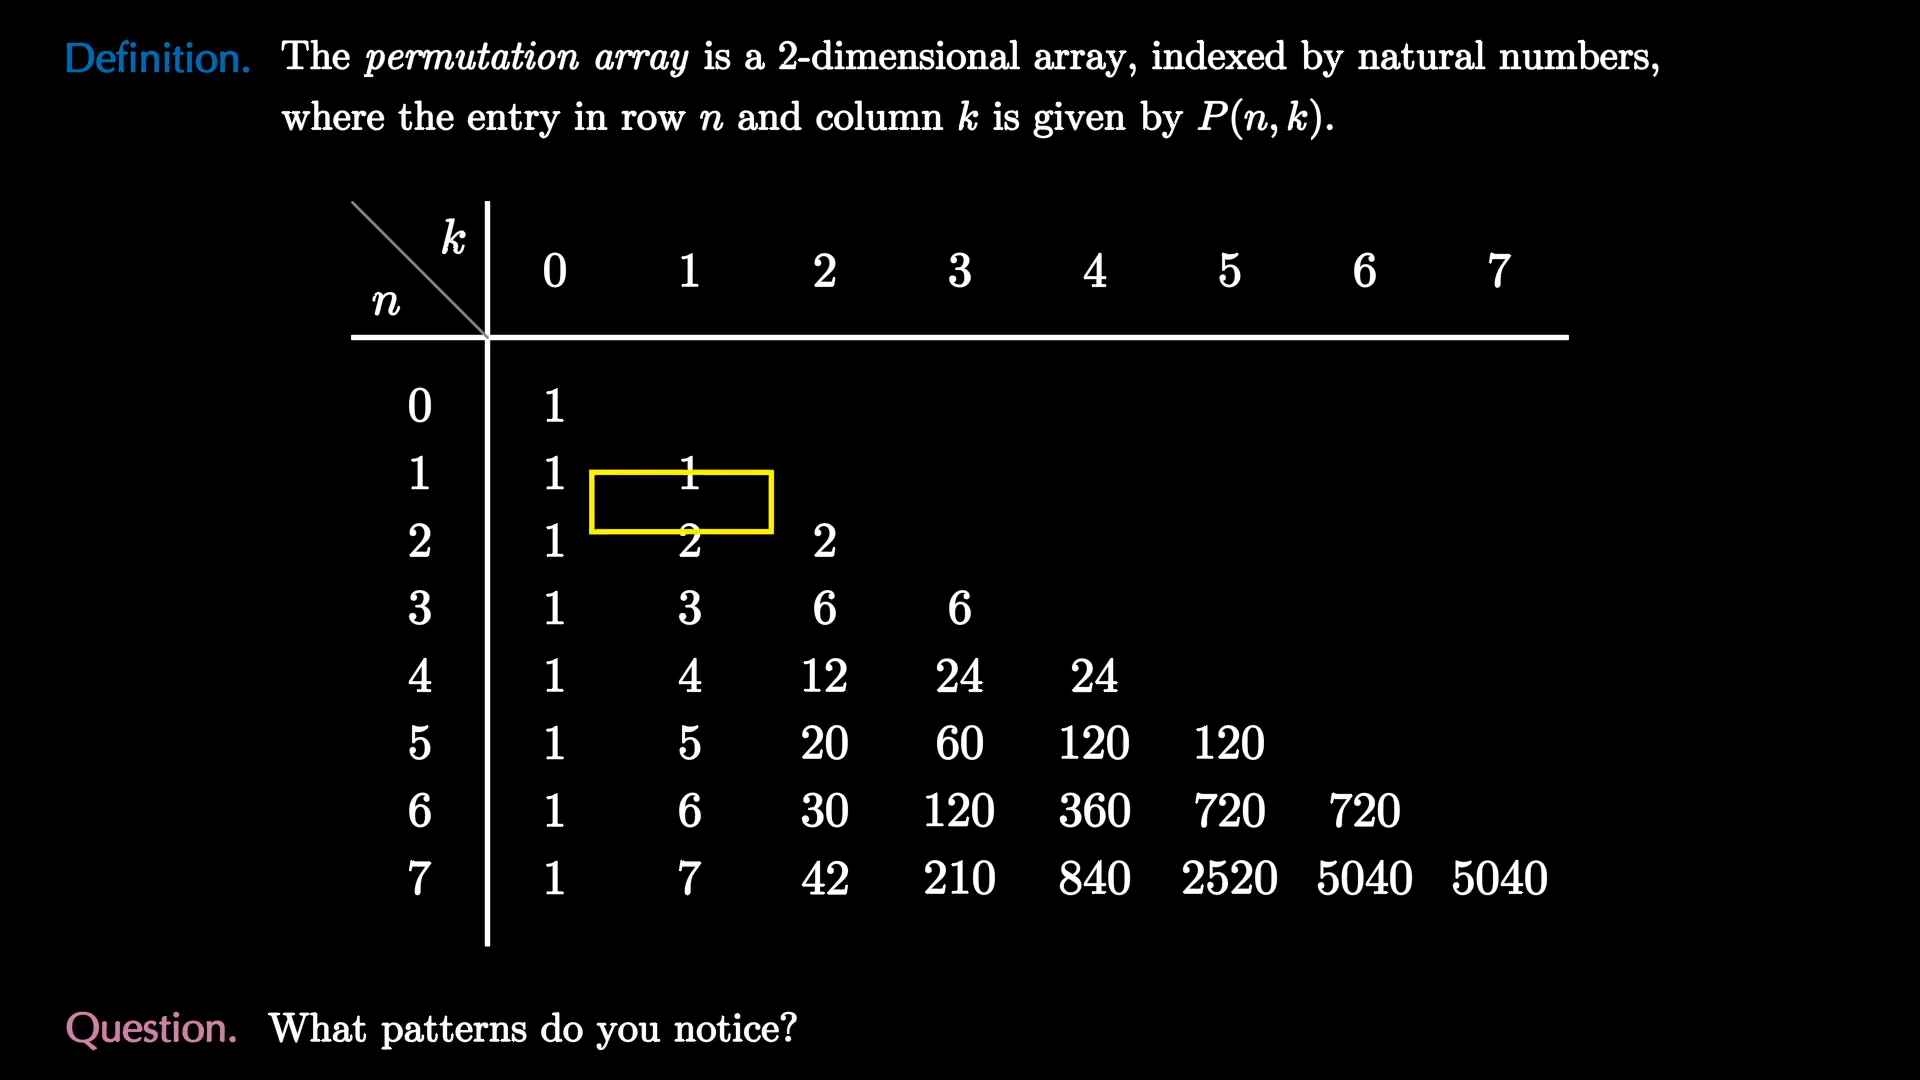 Definition. The permutation array is a 2-dimensional array, indexed by natural numbers,
where the entry in row n and column k is given by P(n, k).
k
n
0 1 2 3 4 5 6 7
0 1
1 1 1
2 1 2 2
3 1 3 6 6
4 1 4 12 24 24
5 1 5 20 60 120 120
6 1 6 30 120 360 720 720
7 1 7 42 210 840 2520 5040 5040
Question. What patterns do you notice?